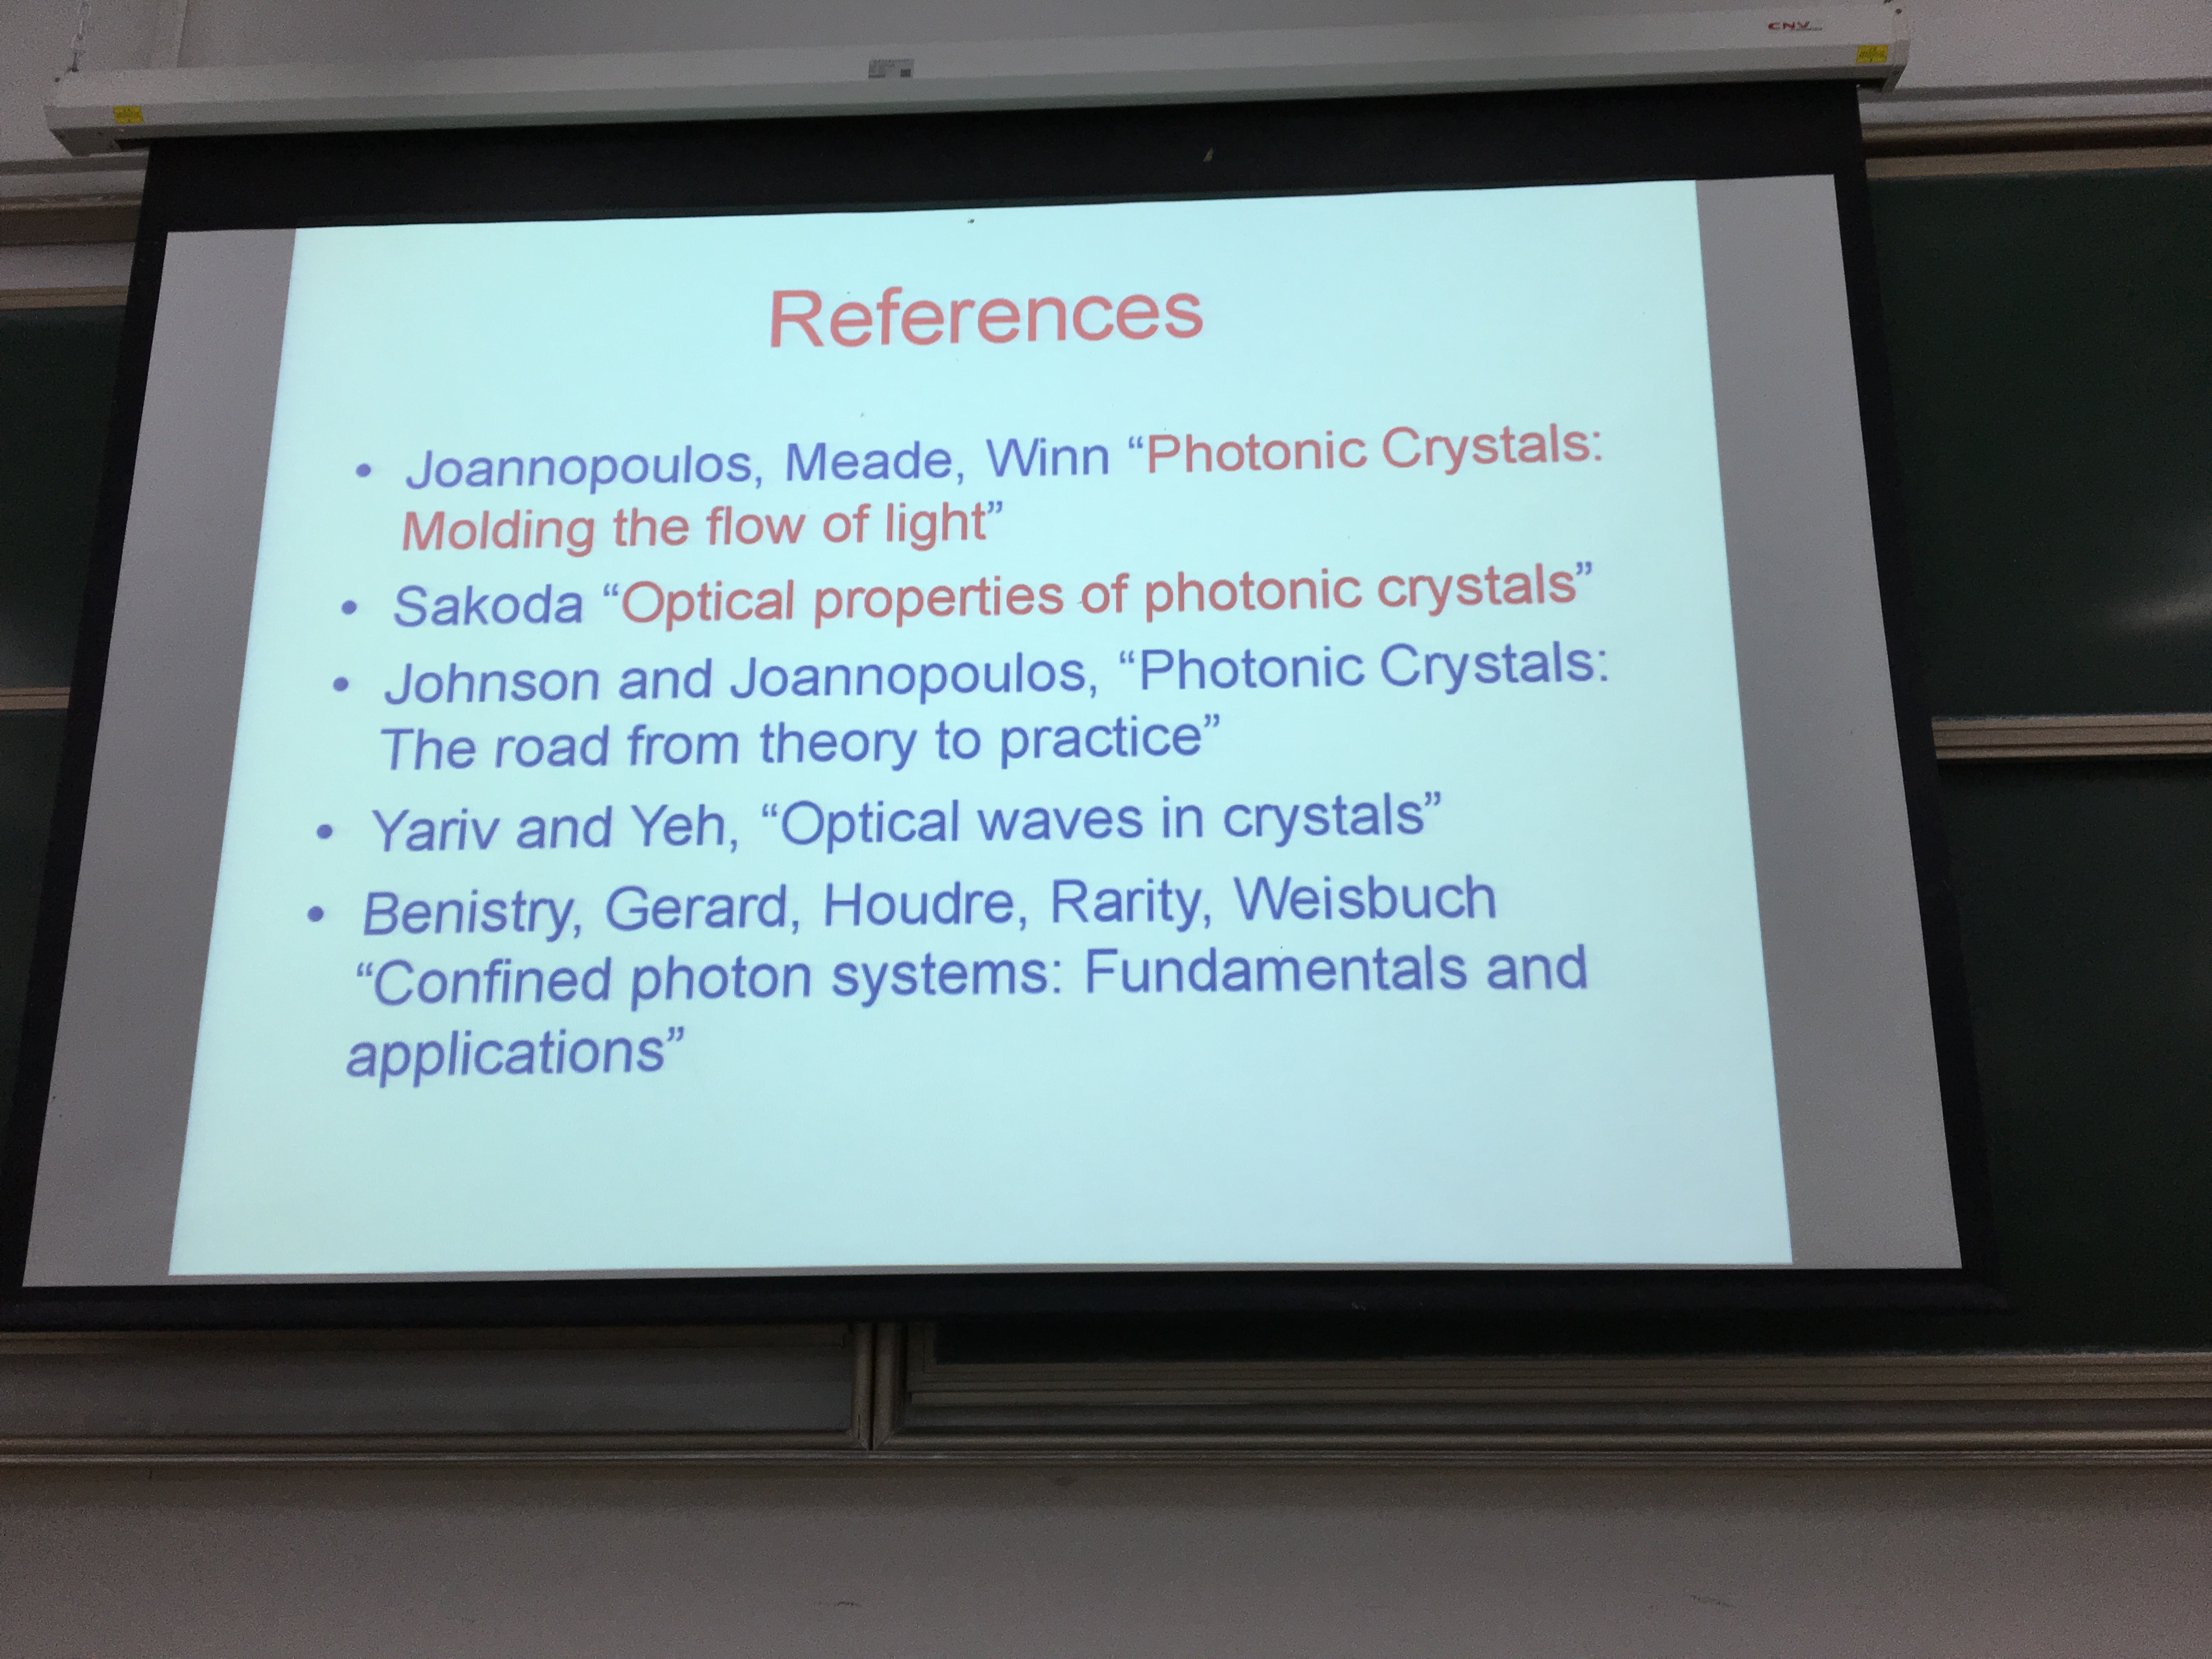 CNV
References
• Joannopoulos, Meade, Winn “Photonic Crystals:
Molding the flow of light”
• Sakoda “Optical properties of photonic crystals”
• Johnson and Joannopoulos, “Photonic Crystals:
The road from theory to practice”
• Yariv and Yeh, “Optical waves in crystals”
• Benistry, Gerard, Houdre, Rarity, Weisbuch
“Confined photon systems: Fundamentals and
applications”